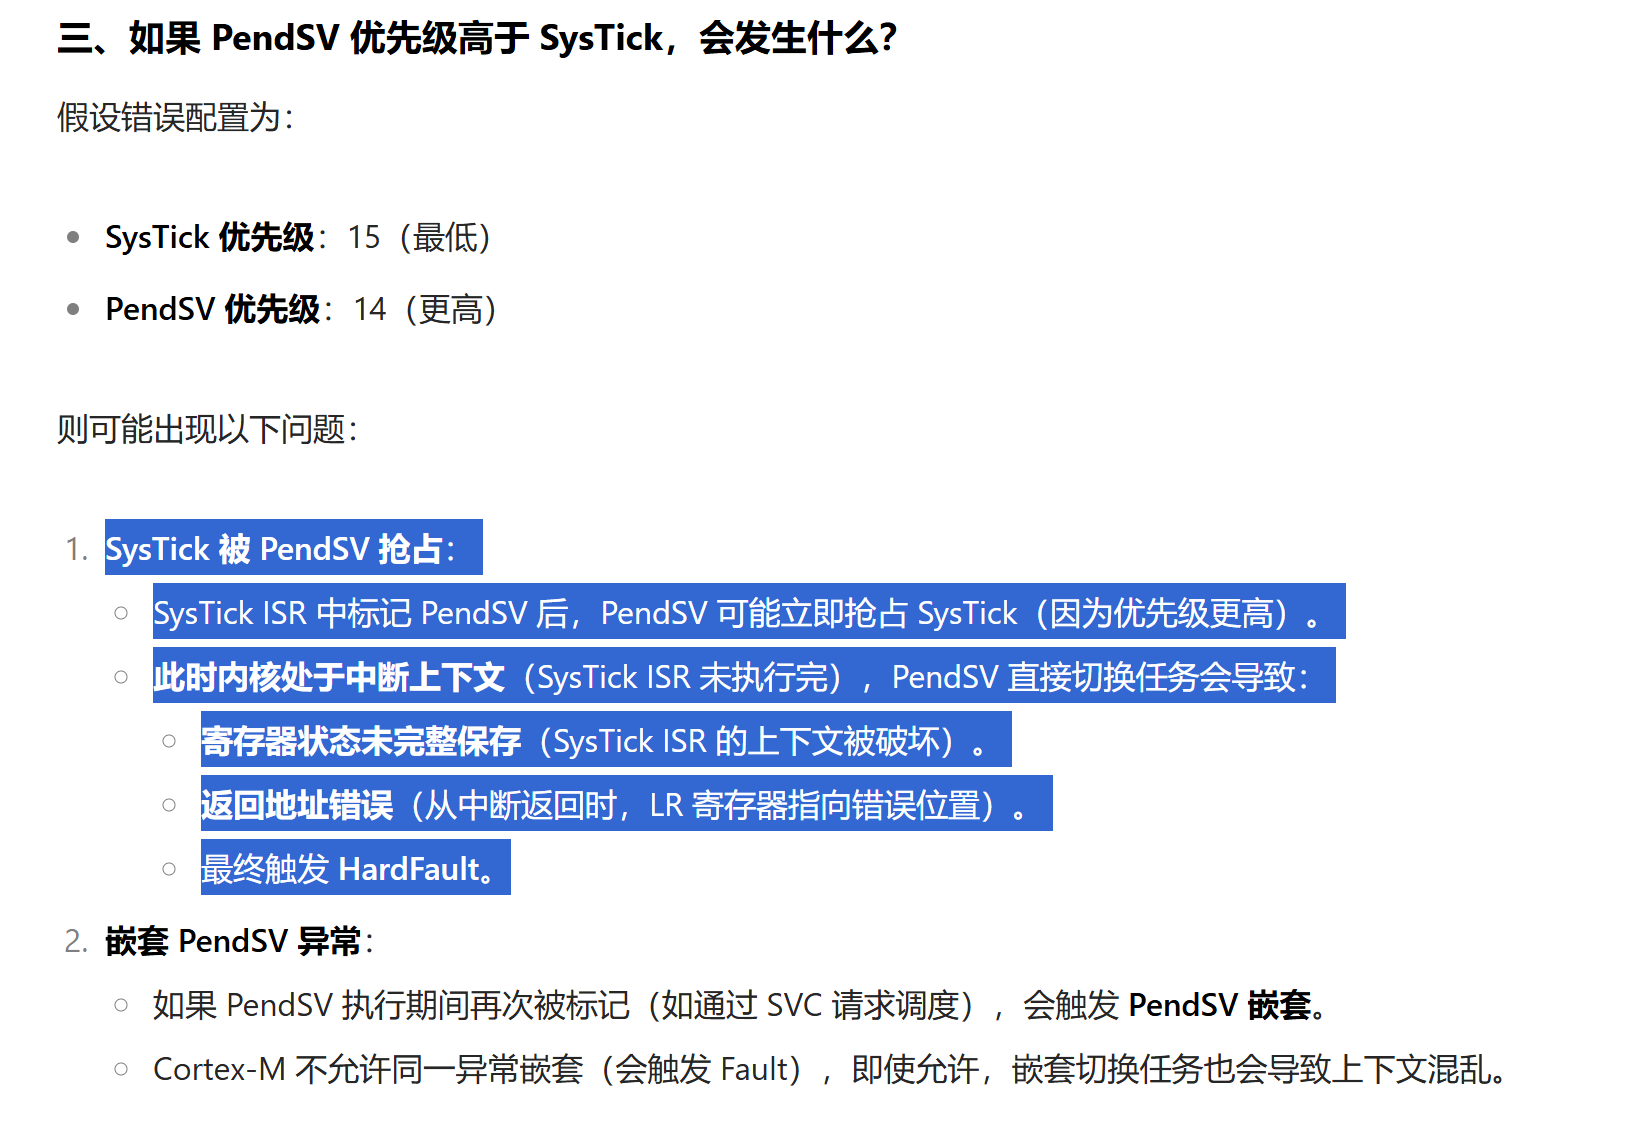 三、如果 PendSV 优先级高于 SysTick，会发生什么？
假设错误配置为：
SysTick 优先级：15（最低）
PendSV 优先级：14（更高）
则可能出现以下问题：
1. SysTick 被 PendSV 抢占：
SysTick ISR 中标记 PendSV 后，PendSV 可能立即抢占 SysTick（因为优先级更高）。
此时内核处于中断上下文（SysTick ISR 未执行完），PendSV 直接切换任务会导致：
寄存器状态未完整保存（SysTick ISR 的上下文被破坏）。
返回地址错误（从中断返回时，LR 寄存器指向错误位置）。
最终触发 HardFault。
2. 嵌套 PendSV 异常：
如果 PendSV 执行期间再次被标记（如通过 SVC 请求调度），会触发 PendSV 嵌套。
Cortex-M 不允许同一异常嵌套（会触发 Fault），即使允许，嵌套切换任务也会导致上下文混乱。